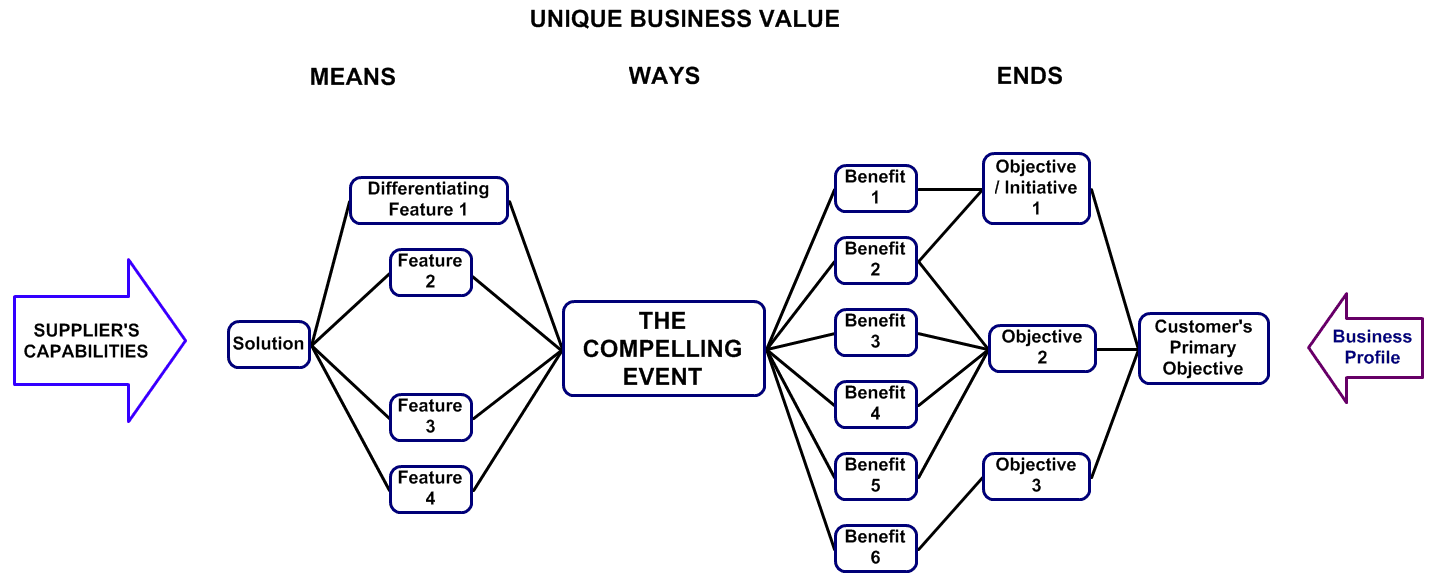 UNIQUE BUSINESS VALUE
MEANS
WAYS
ENDS
SUPPLIER'S
CAPABILITIES
Solution
Differentiating
Feature 1
Feature
2
Feature
3
Feature
4
THE
COMPELLING
EVENT
Benefit
1
Benefit
2
Benefit
3
Benefit
4
Benefit
5
Benefit
6
Objective
/ Initiative
1
Objective
2
Objective
3
Customer's
Primary
Objective
Business
Profile